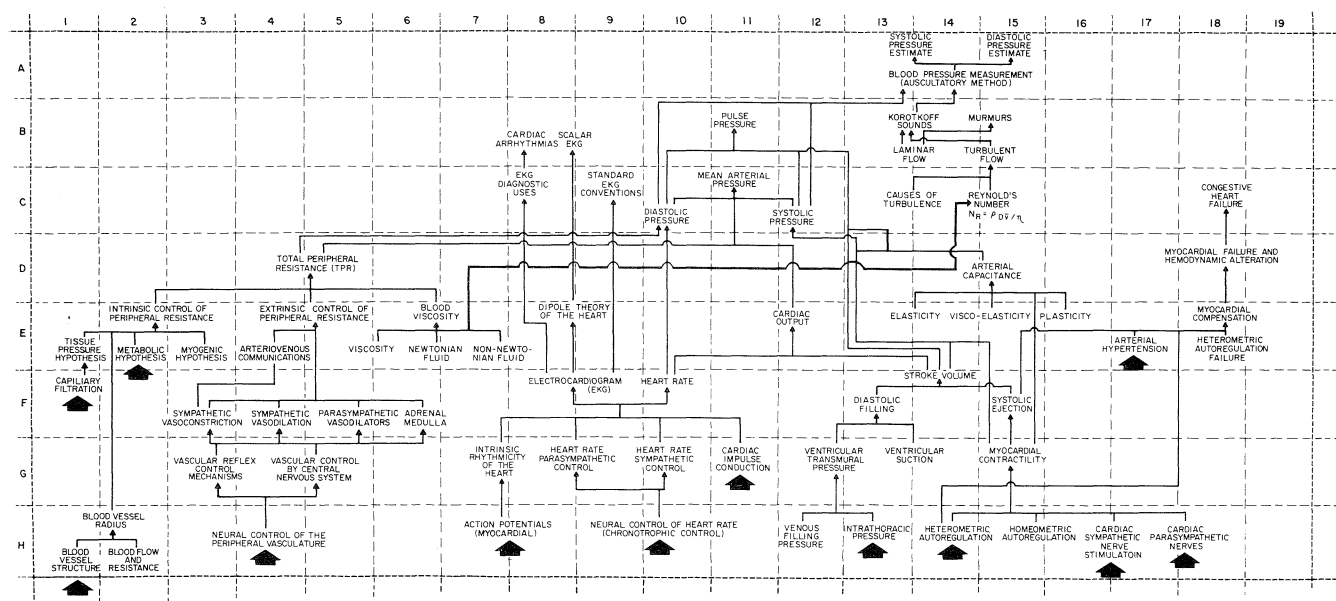 1 2 3 4 5 6 7 8 9 10 11 12 13 14 15 16 17 18 19
A
SYSTOLIC
PRESSURE
ESTIMATE
DIASTOLIC
PRESSURE
ESTIMATE
BLOOD PRESSURE MEASUREMENT
(AUSCULTATORY METHOD)
B
CARDIAC
ARRHYTHMIAS
SCALAR
EKG
PULSE
PRESSURE
KOROTKOFF
SOUNDS
MURMURS
LAMINAR
FLOW
TURBULENT
FLOW
C
EKG
DIAGNOSTIC
USES
STANDARD
EKG
CONVENTIONS
MEAN ARTERIAL
PRESSURE
DIASTOLIC
PRESSURE
SYSTOLIC
PRESSURE
CAUSES OF
TURBULENCE
REYNOLD'S
NUMBER
NR = ρDV̄/η
CONGESTIVE
HEART
FAILURE
D
TOTAL PERIPHERAL
RESISTANCE (TPR)
ARTERIAL
CAPACITANCE
MYOCARDIAL FAILURE AND
HEMODYNAMIC ALTERATION
E
INTRINSIC CONTROL OF
PERIPHERAL RESISTANCE
EXTRINSIC CONTROL OF
PERIPHERAL RESISTANCE
BLOOD
VISCOSITY
DIPOLE THEORY
OF THE HEART
CARDIAC
OUTPUT
ELASTICITY
VISCO-ELASTICITY
PLASTICITY
MYOCARDIAL
COMPENSATION
TISSUE
PRESSURE
HYPOTHESIS
METABOLIC
HYPOTHESIS
MYOGENIC
HYPOTHESIS
ARTERIOVENOUS
COMMUNICATIONS
VISCOSITY
NEWTONIAN
FLUID
NON-NEWTO-
NIAN FLUID
ARTERIAL
HYPERTENSION
HETEROMETRIC
AUTOREGULATION
FAILURE
F
CAPILIARY
FILTRATION
ELECTROCARDIOGRAM
(EKG)
HEART RATE
STROKE VOLUME
SYMPATHETIC
VASOCONSTRICTION
SYMPATHETIC
VASODILATION
PARASYMPATHETIC
VASODILATORS
ADRENAL
MEDULLA
DIASTOLIC
FILLING
SYSTOLIC
EJECTION
G
VASCULAR REFLEX
CONTROL
MECHANISMS
VASCULAR CONTROL
BY CENTRAL
NERVOUS SYSTEM
INTRINSIC
RHYTHMICITY
OF THE
HEART
HEART RATE
PARASYMPATHETIC
CONTROL
HEART RATE
SYMPATHETIC
CONTROL
CARDIAC
IMPULSE
CONDUCTION
VENTRICULAR
TRANSMURAL
PRESSURE
VENTRICULAR
SUCTION
MYOCARDIAL
CONTRACTILITY
H
BLOOD VESSEL
RADIUS
BLOOD
VESSEL
STRUCTURE
BLOOD FLOW
AND
RESISTANCE
NEURAL CONTROL OF THE
PERIPHERAL VASCULATURE
ACTION POTENTIALS
(MYOCARDIAL)
NEURAL CONTROL OF HEART RATE
(CHRONOTROPHIC CONTROL)
VENOUS
FILLING
PRESSURE
INTRATHORACIC
PRESSURE
HETEROMETRIC
AUTOREGULATION
HOMEOMETRIC
AUTOREGULATION
CARDIAC
SYMPATHETIC
NERVE
STIMULATOIN
CARDIAC
PARASYMPATHETIC
NERVES